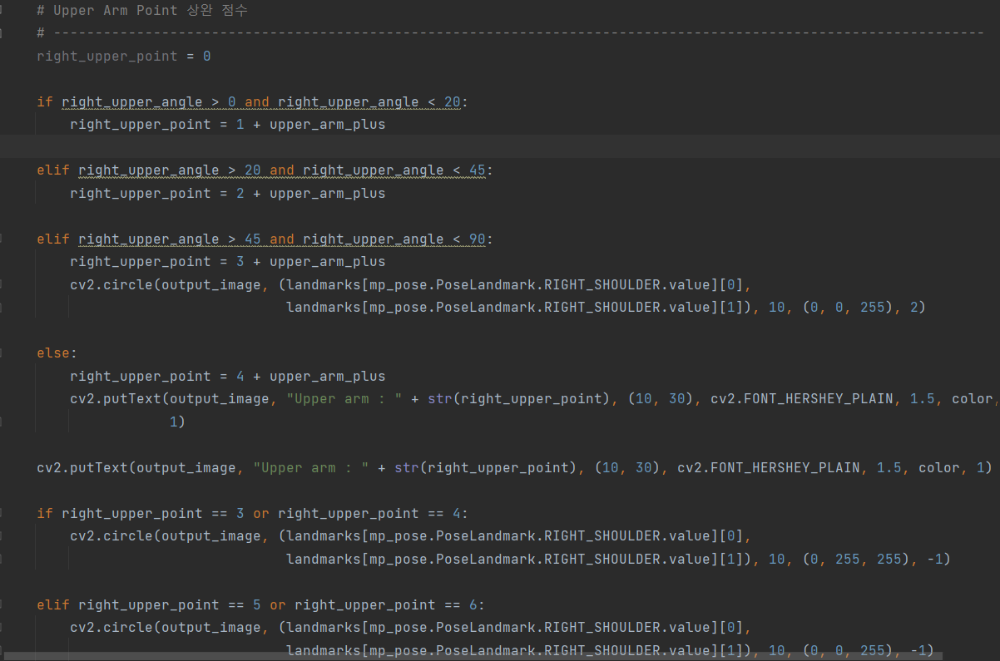 # Upper Arm Point 상완 점수
# ----------------------------------------------------------------------------------------------------------------
right_upper_point = 0
if right_upper_angle > 0 and right_upper_angle < 20:
right_upper_point = 1 + upper_arm_plus
elif right_upper_angle > 20 and right_upper_angle < 45:
right_upper_point = 2 + upper_arm_plus
elif right_upper_angle > 45 and right_upper_angle < 90:
right_upper_point = 3 + upper_arm_plus
cv2.circle(output_image, (landmarks[mp_pose.PoseLandmark.RIGHT_SHOULDER.value][0],
landmarks[mp_pose.PoseLandmark.RIGHT_SHOULDER.value][1]), 10, (0, 0, 255), 2)
else:
right_upper_point = 4 + upper_arm_plus
cv2.putText(output_image, "Upper arm : " + str(right_upper_point), (10, 30), cv2.FONT_HERSHEY_PLAIN, 1.5, color,
1)
cv2.putText(output_image, "Upper arm : " + str(right_upper_point), (10, 30), cv2.FONT_HERSHEY_PLAIN, 1.5, color, 1)
if right_upper_point == 3 or right_upper_point == 4:
cv2.circle(output_image, (landmarks[mp_pose.PoseLandmark.RIGHT_SHOULDER.value][0],
landmarks[mp_pose.PoseLandmark.RIGHT_SHOULDER.value][1]), 10, (0, 255, 255), -1)
elif right_upper_point == 5 or right_upper_point == 6:
cv2.circle(output_image, (landmarks[mp_pose.PoseLandmark.RIGHT_SHOULDER.value][0],
landmarks[mp_pose.PoseLandmark.RIGHT_SHOULDER.value][1]), 10, (0, 0, 255), -1)